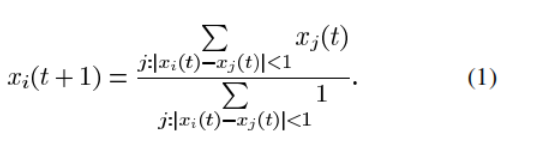 x_i(t + 1) = \frac{\sum_{j:|x_i(t)-x_j(t)|<1} x_j(t)}{\sum_{j:|x_i(t)-x_j(t)|<1} 1}. (1)